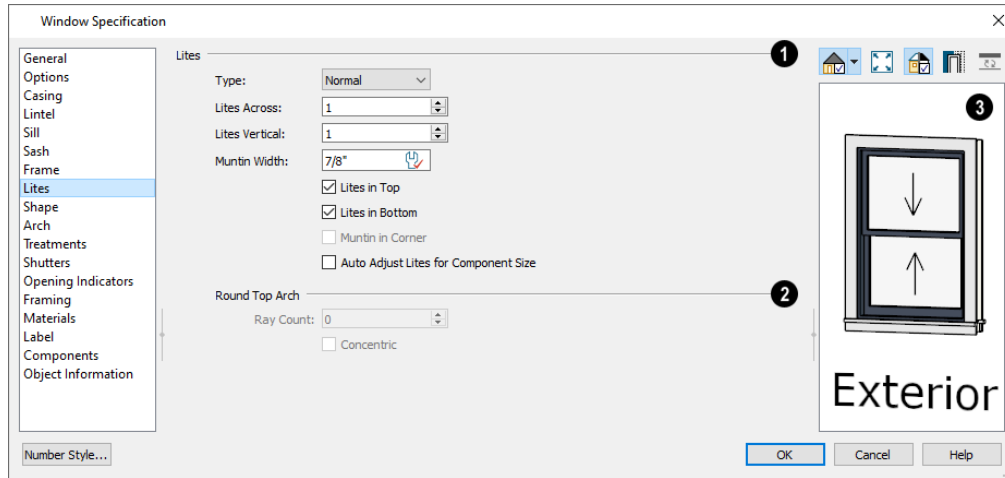 Window Specification
General
Options
Casing
Lintel
Sill
Sash
Frame
Lites
Shape
Arch
Treatments
Shutters
Opening Indicators
Framing
Materials
Label
Components
Object Information
Lites
1
Type: Normal
Lites Across: 1
Lites Vertical: 1
Muntin Width: 7/8"
Lites in Top
Lites in Bottom
Muntin in Corner
Auto Adjust Lites for Component Size
Round Top Arch
2
Ray Count: 0
Concentric
3
Exterior
Number Style...
OK
Cancel
Help